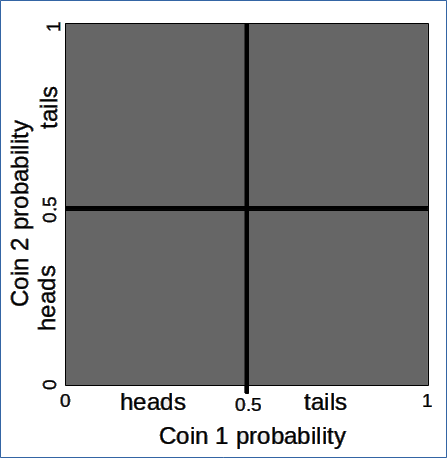 1
tails
0.5
heads
0
Coin 2 probability
0
heads
0.5
tails
1
Coin 1 probability